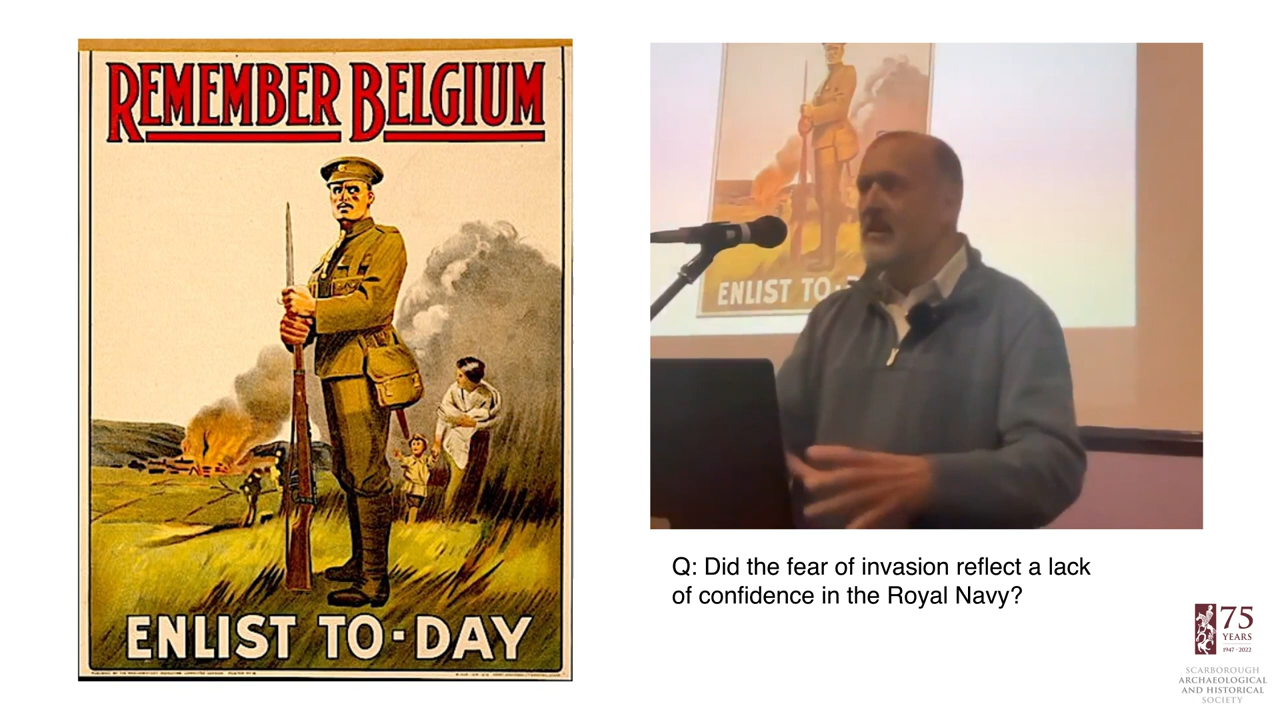 REMEMBER BELGIUM
ENLIST TO-DAY
ENLIST TO-
Q: Did the fear of invasion reflect a lack
of confidence in the Royal Navy?
75
YEARS
1947 - 2022
SCARBOROUGH
ARCHAEOLOGICAL
AND HISTORICAL
SOCIETY